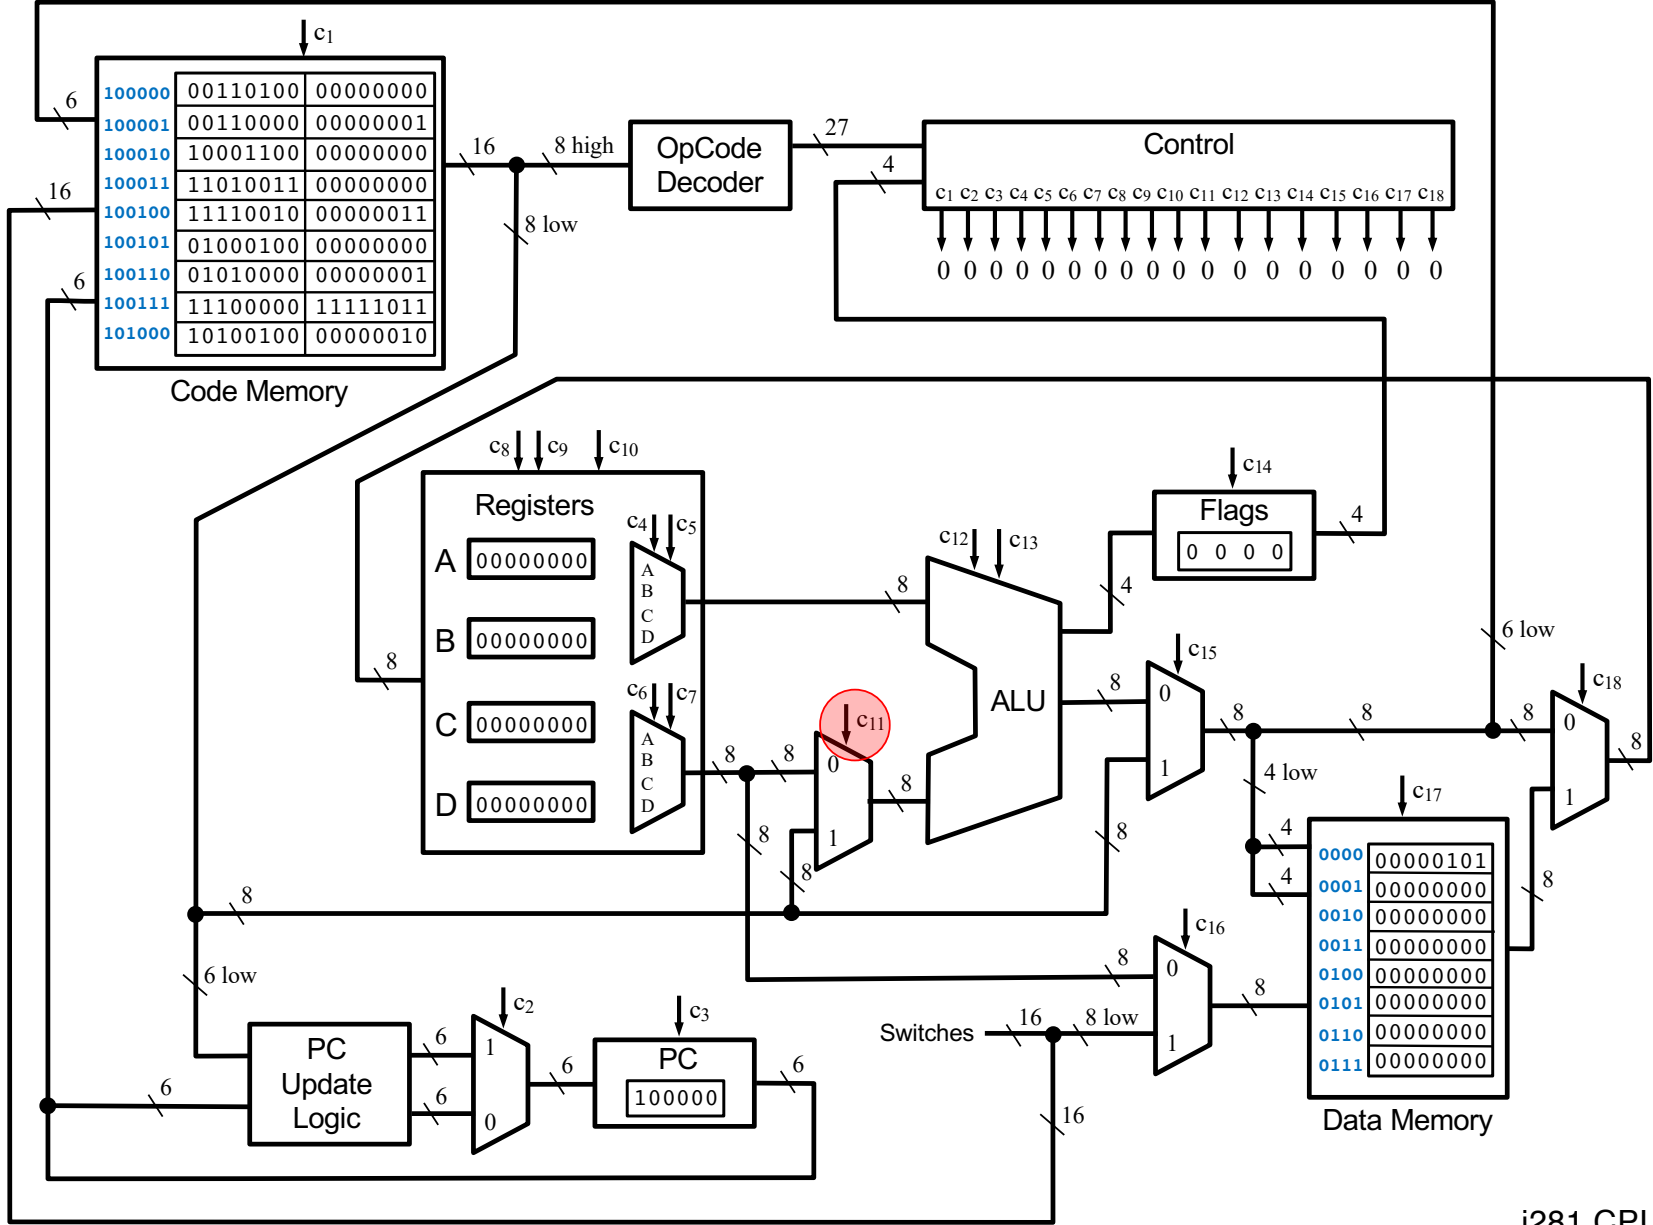 c1
100000 00110100 00000000
100001 00110000 00000001
100010 10001100 00000000
100011 11010011 00000000
100100 11110010 00000011
100101 01000100 00000000
100110 01010000 00000001
100111 11100000 11111011
101000 10100100 00000010
Code Memory
6
16
6
16
8 high
8 low
OpCode
Decoder
27
4
Control
c1 c2 c3 c4 c5 c6 c7 c8 c9 c10 c11 c12 c13 c14 c15 c16 c17 c18
0 0 0 0 0 0 0 0 0 0 0 0 0 0 0 0 0 0
c8 c9 c10
Registers
A 00000000
B 00000000
C 00000000
D 00000000
c4 c5
A
B
C
D
c6 c7
A
B
C
D
8
8
8
8
8
c11
0
1
8
8
8
c12 c13
ALU
4
8
c14
Flags
0 0 0 0
4
c15
0
1
8
8
8
4 low
6 low
8
c18
0
1
8
8
c17
4
4
0000 00000101
0001 00000000
0010 00000000
0011 00000000
0100 00000000
0101 00000000
0110 00000000
0111 00000000
Data Memory
8
c16
0
1
8
8
Switches
16
8 low
16
6 low
PC
Update
Logic
6
6
6
c2
1
0
6
c3
PC
100000
6
i281 CPU